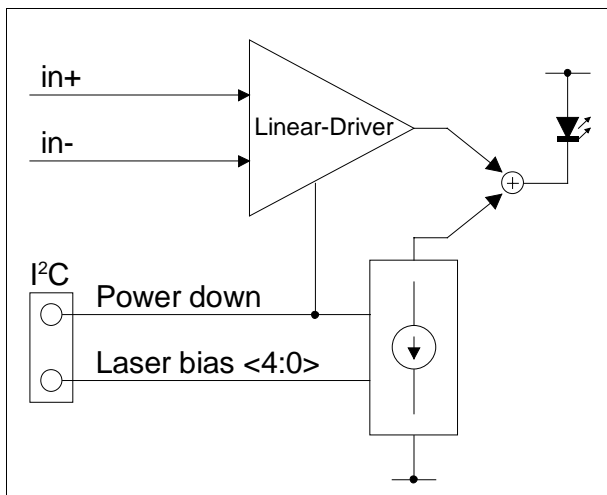 in+
Linear-Driver
in-
I²C
Power down
Laser bias <4:0>